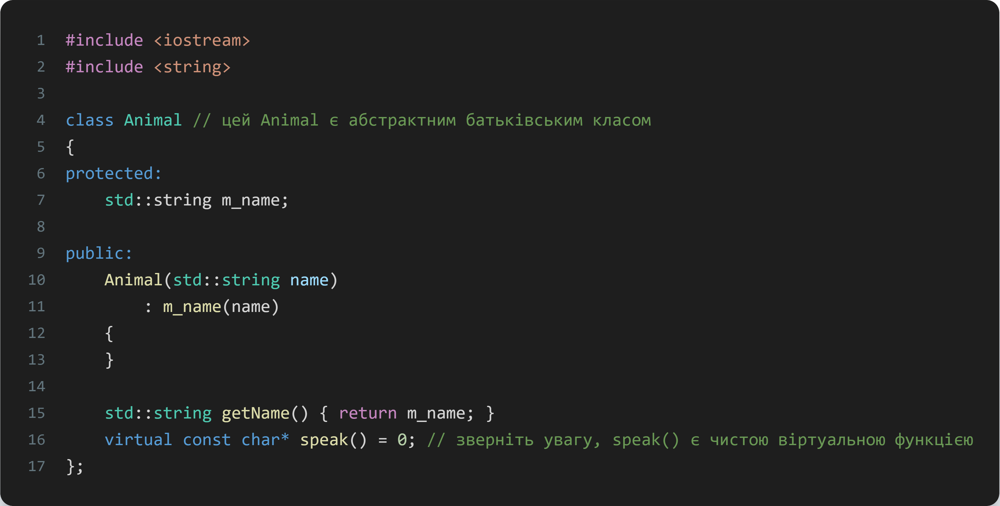 1 #include <iostream>
2 #include <string>
3
4 class Animal // цей Animal є абстрактним батьківським класом
5 {
6 protected:
7     std::string m_name;
8
9 public:
10     Animal(std::string name)
11         : m_name(name)
12     {
13     }
14
15     std::string getName() { return m_name; }
16     virtual const char* speak() = 0; // зверніть увагу, speak() є чистою віртуальною функцією
17 };